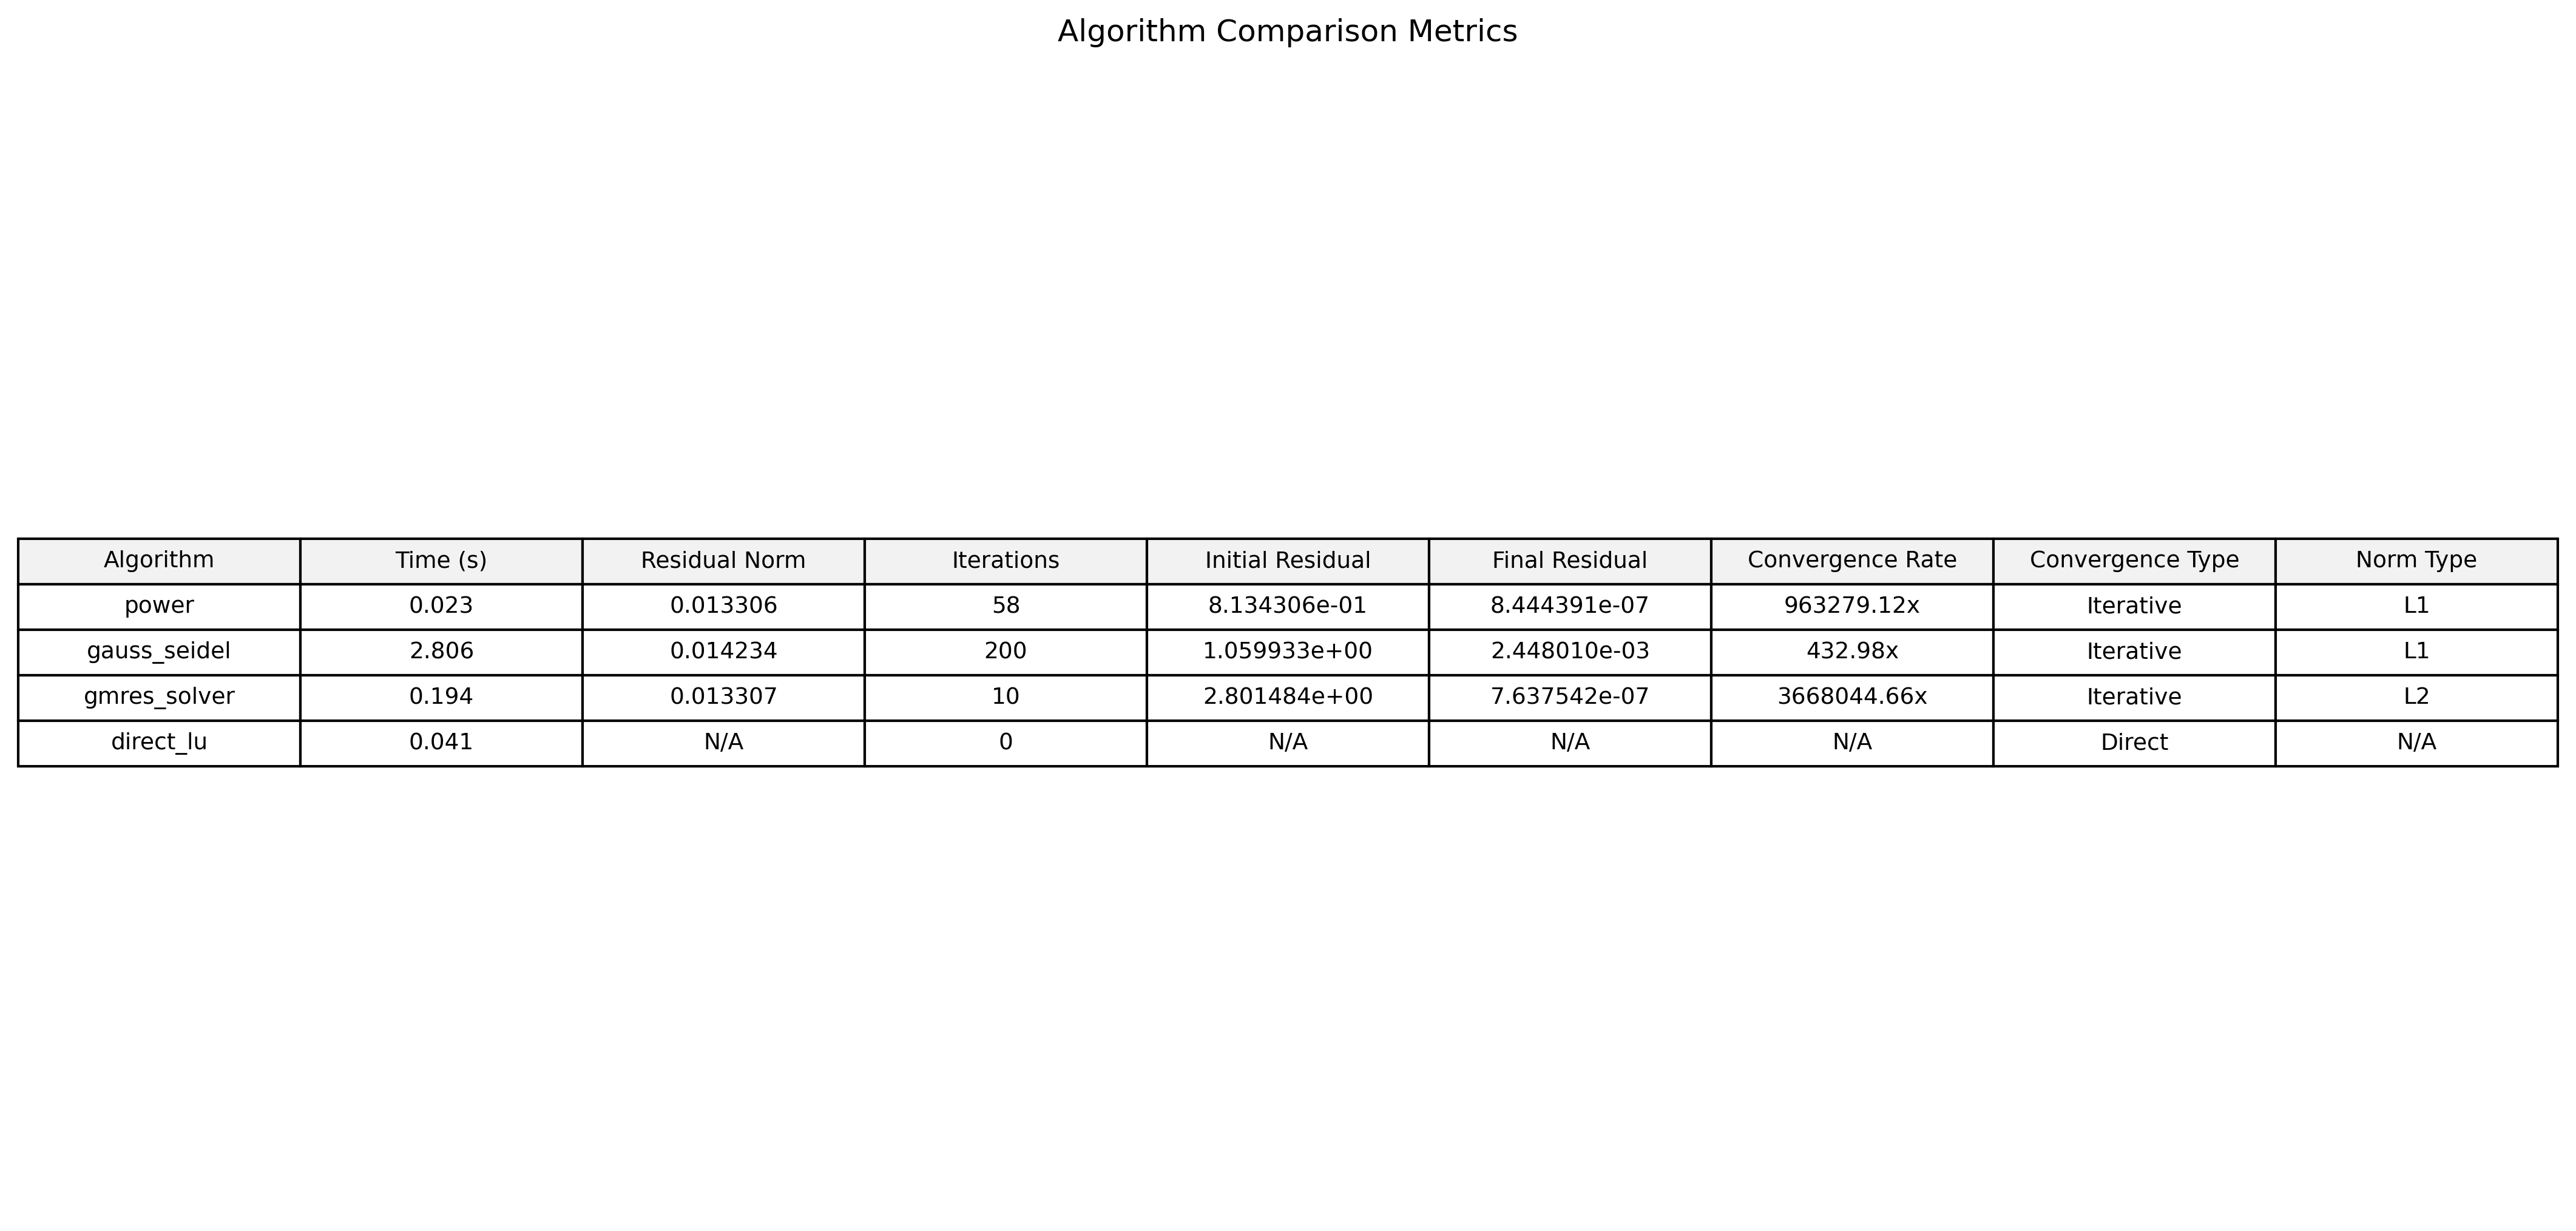 Algorithm Comparison Metrics
Algorithm Time (s) Residual Norm Iterations Initial Residual Final Residual Convergence Rate Convergence Type Norm Type
power 0.023 0.013306 58 8.134306e-01 8.444391e-07 963279.12x Iterative L1
gauss_seidel 2.806 0.014234 200 1.059933e+00 2.448010e-03 432.98x Iterative L1
gmres_solver 0.194 0.013307 10 2.801484e+00 7.637542e-07 3668044.66x Iterative L2
direct_lu 0.041 N/A 0 N/A N/A N/A Direct N/A